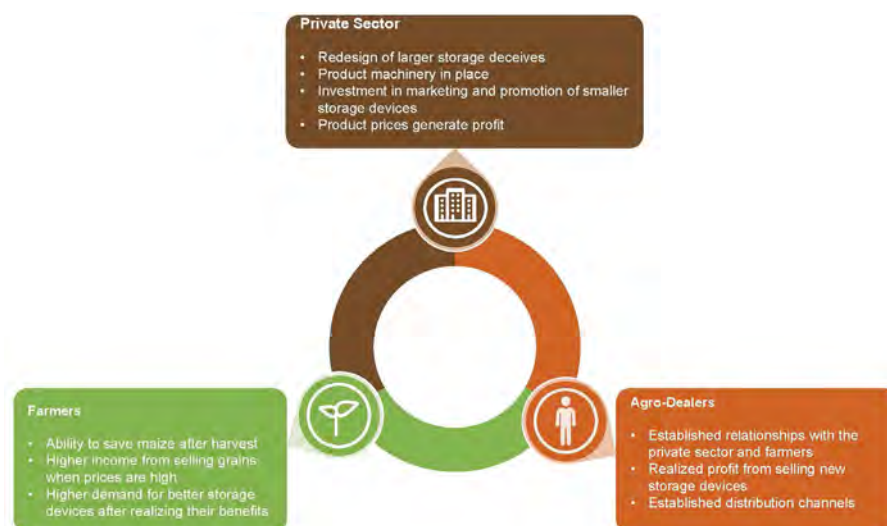 Private Sector
• Redesign of larger storage deceives
• Product machinery in place
• Investment in marketing and promotion of smaller
storage devices
• Product prices generate profit
Farmers
• Ability to save maize after harvest
• Higher income from selling grains
when prices are high
• Higher demand for better storage
devices after realizing their benefits
Agro-Dealers
• Established relationships with the
private sector and farmers
• Realized profit from selling new
storage devices
• Established distribution channels